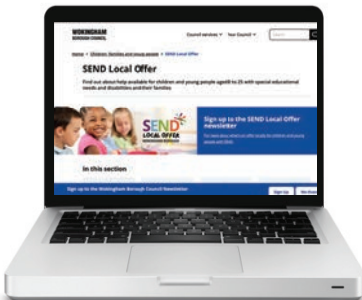 WOKINGHAM
BOROUGH COUNCIL
Council services Your Council Search
Home > Children, families and young people > SEND Local Offer
SEND Local Offer
Find out about help available for children and young people aged 0 to 25 with special educational
needs and disabilities and their families
SEND
LOCAL OFFER
Sign up to the SEND Local Offer
newsletter
In this section
Sign up to the Wokingham Borough Council Newsletter
Sign Up